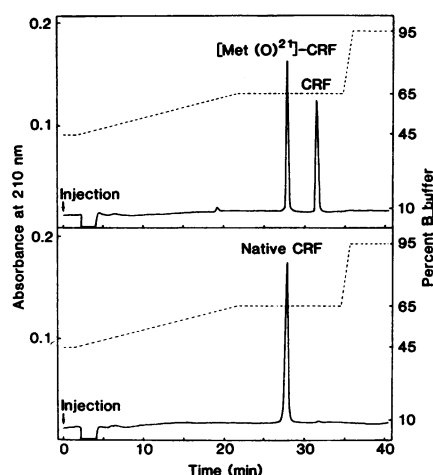 0.2
[Met (O)²¹]-CRF
CRF
95
65
0.1
45
Injection
10
Absorbance at 210 nm
Percent B buffer
0.2
Native CRF
95
65
0.1
45
Injection
10
0 10 20 30 40
Time (min)